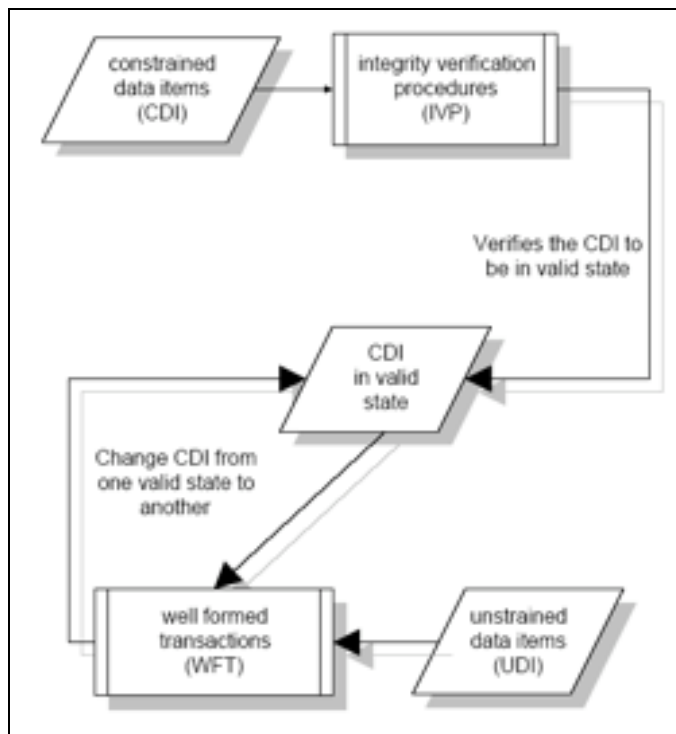 constrained
data items
(CDI)
integrity verification
procedures
(IVP)
Verifies the CDI to
be in valid state
CDI
in valid
state
Change CDI from
one valid state to
another
well formed
transactions
(WFT)
unstrained
data items
(UDI)